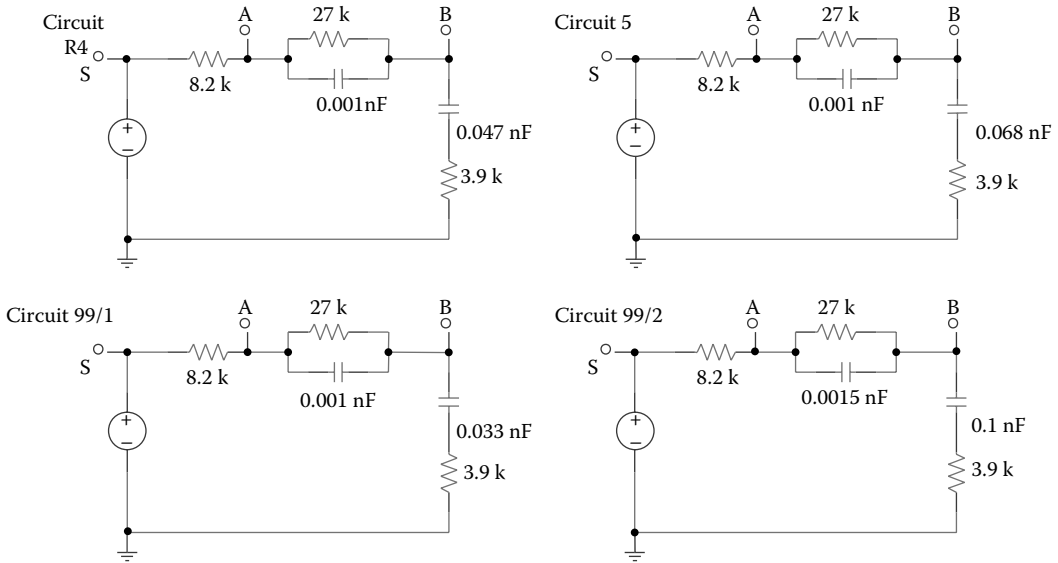 Circuit
R4
S
A
27 k
B
8.2 k
0.001nF
+
−
0.047 nF
3.9 k
Circuit 5
S
A
27 k
B
8.2 k
0.001 nF
+
−
0.068 nF
3.9 k
Circuit 99/1
S
A
27 k
B
8.2 k
0.001 nF
+
−
0.033 nF
3.9 k
Circuit 99/2
S
A
27 k
B
8.2 k
0.0015 nF
+
−
0.1 nF
3.9 k